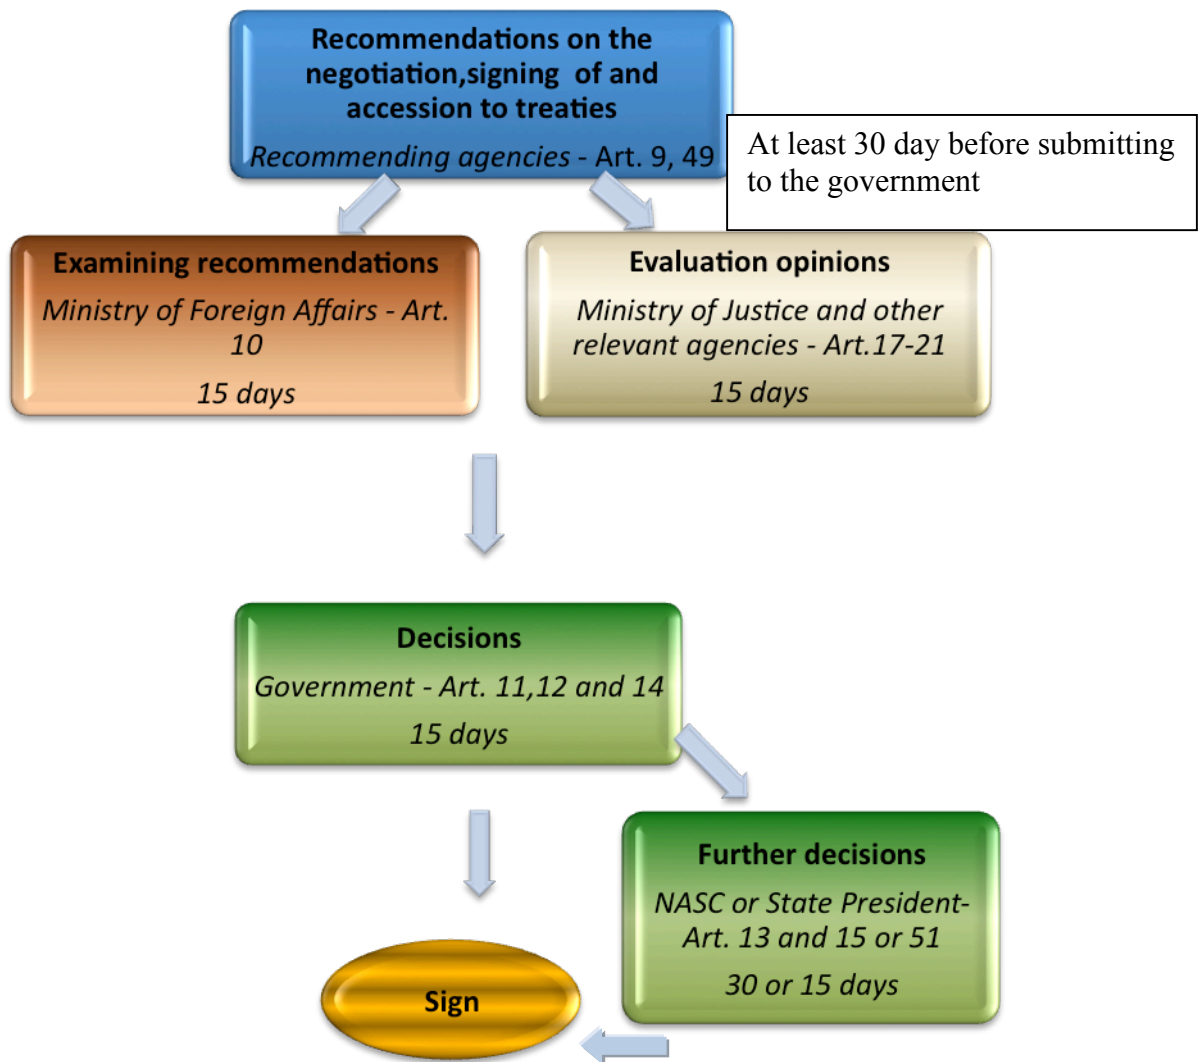 Recommendations on the
negotiation,signing of and
accession to treaties
Recommending agencies - Art. 9, 49
At least 30 day before submitting
to the government
Examining recommendations
Ministry of Foreign Affairs - Art.
10
15 days
Evaluation opinions
Ministry of Justice and other
relevant agencies - Art.17-21
15 days
Decisions
Government - Art. 11,12 and 14
15 days
Further decisions
NASC or State President-
Art. 13 and 15 or 51
30 or 15 days
Sign